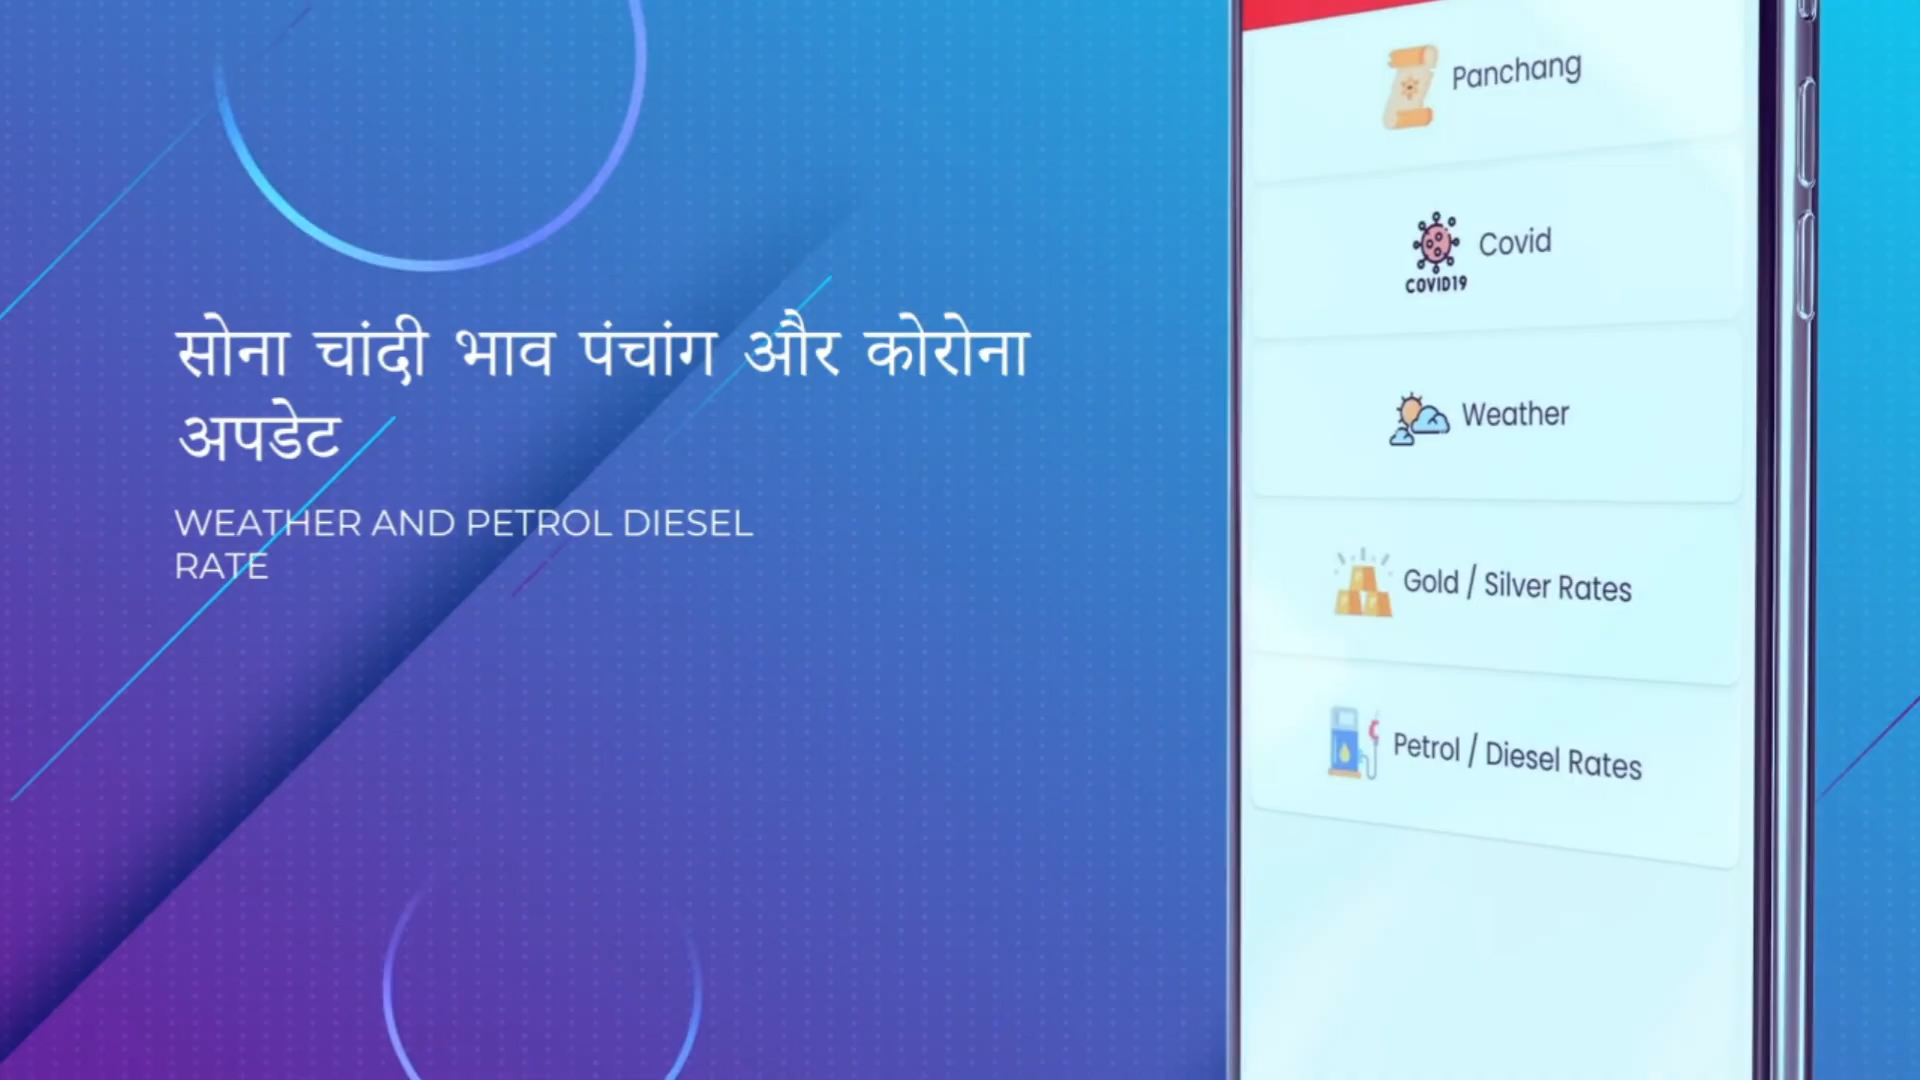 सोना चांदी भाव पंचांग और कोरोना
अपडेट
WEATHER AND PETROL DIESEL
RATE
Panchang
Covid
COVID19
Weather
Gold / Silver Rates
Petrol / Diesel Rates